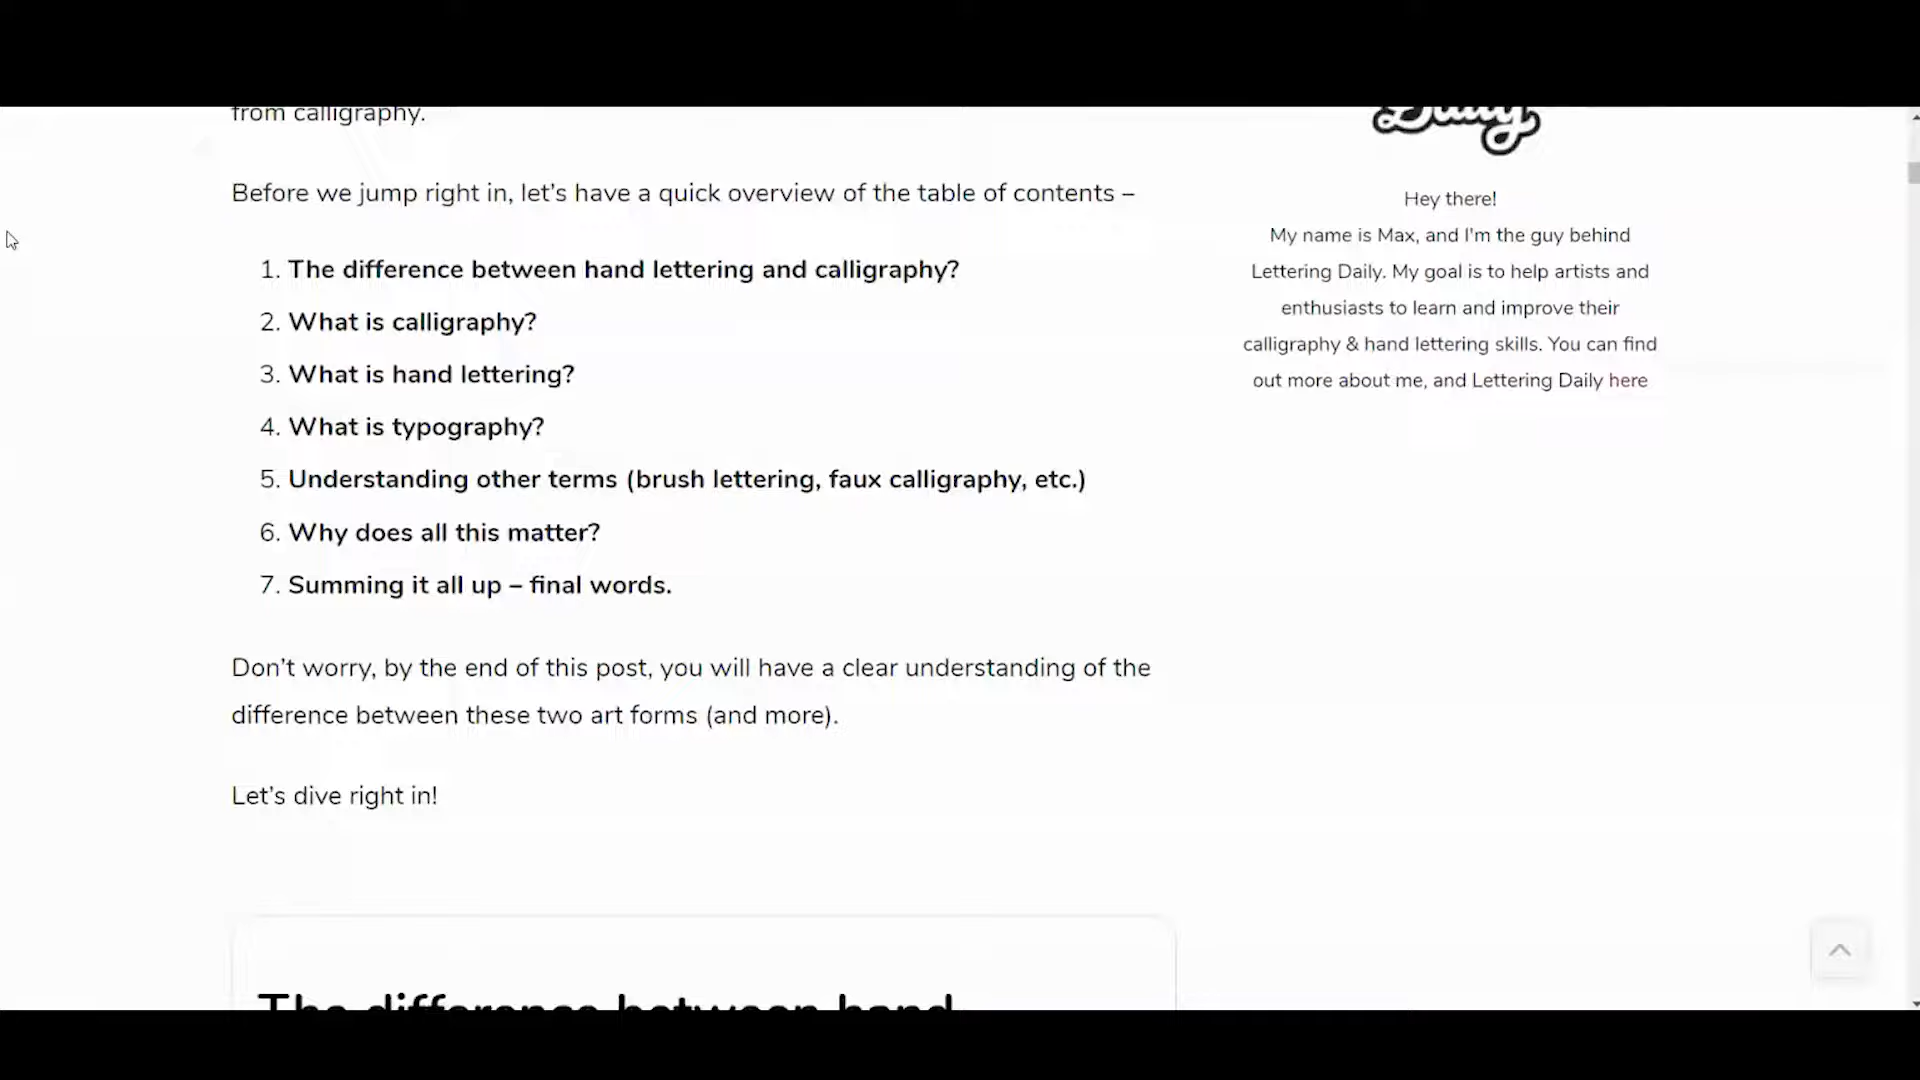 from calligraphy.
Before we jump right in, let's have a quick overview of the table of contents –
1. The difference between hand lettering and calligraphy?
2. What is calligraphy?
3. What is hand lettering?
4. What is typography?
5. Understanding other terms (brush lettering, faux calligraphy, etc.)
6. Why does all this matter?
7. Summing it all up – final words.
Don’t worry, by the end of this post, you will have a clear understanding of the
difference between these two art forms (and more).
Let’s dive right in!
The difference between hand
Daily
Hey there!
My name is Max, and I'm the guy behind
Lettering Daily. My goal is to help artists and
enthusiasts to learn and improve their
calligraphy & hand lettering skills. You can find
out more about me, and Lettering Daily here